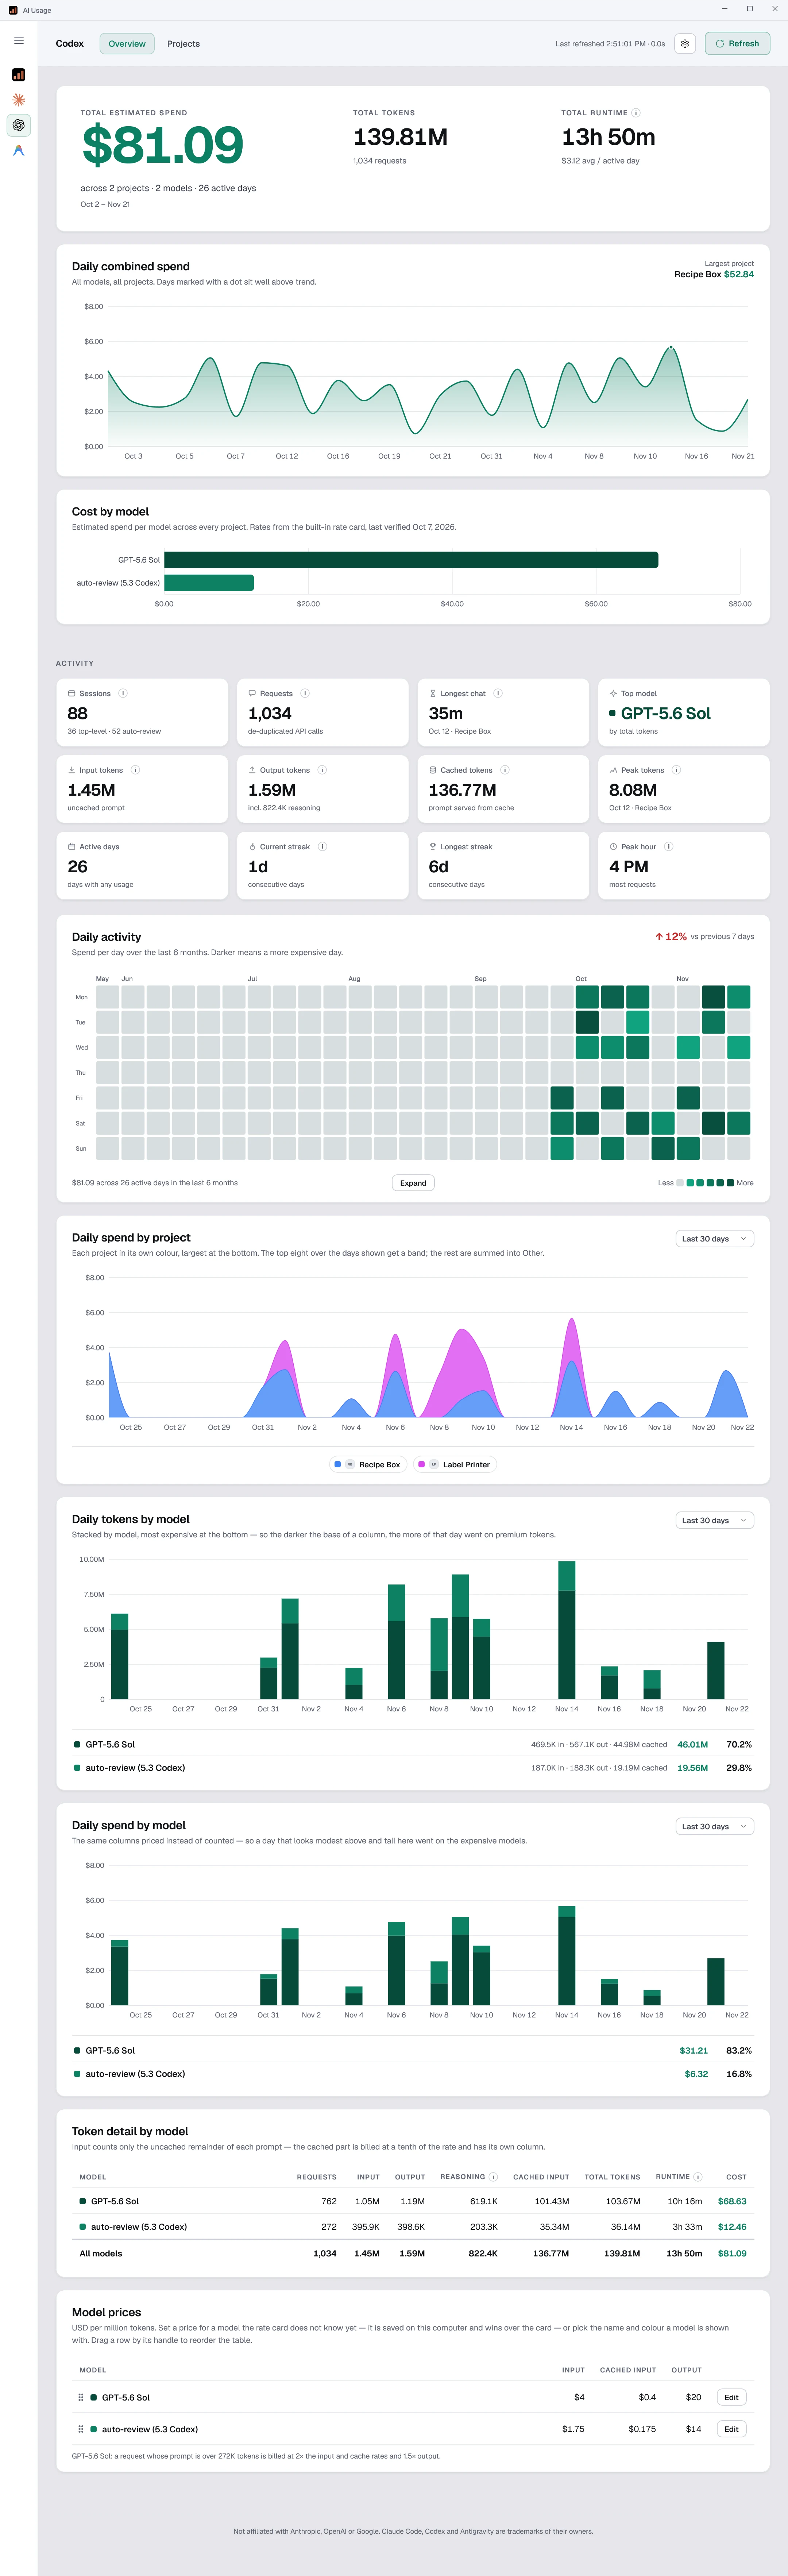 AI Usage
Codex
Overview
Projects
Last refreshed 2:51:01 PM · 0.0s
Refresh
TOTAL ESTIMATED SPEND
$81.09
across 2 projects · 2 models · 26 active days
Oct 2 – Nov 21
TOTAL TOKENS
139.81M
1,034 requests
TOTAL RUNTIME
13h 50m
$3.12 avg / active day
Daily combined spend
All models, all projects. Days marked with a dot sit well above trend.
Largest project
Recipe Box $52.84
$8.00
$6.00
$4.00
$2.00
$0.00
Oct 3 Oct 5 Oct 7 Oct 12 Oct 16 Oct 19 Oct 21 Oct 31 Nov 4 Nov 8 Nov 10 Nov 16 Nov 21
Cost by model
Estimated spend per model across every project. Rates from the built-in rate card, last verified Oct 7, 2026.
GPT-5.6 Sol
auto-review (5.3 Codex)
$0.00 $20.00 $40.00 $60.00 $80.00
ACTIVITY
Sessions
88
36 top-level · 52 auto-review
Requests
1,034
de-duplicated API calls
Longest chat
35m
Oct 12 · Recipe Box
Top model
GPT-5.6 Sol
by total tokens
Input tokens
1.45M
uncached prompt
Output tokens
1.59M
incl. 822.4K reasoning
Cached tokens
136.77M
prompt served from cache
Peak tokens
8.08M
Oct 12 · Recipe Box
Active days
26
days with any usage
Current streak
1d
consecutive days
Longest streak
6d
consecutive days
Peak hour
4 PM
most requests
Daily activity
Spend per day over the last 6 months. Darker means a more expensive day.
↑ 12% vs previous 7 days
May Jun Jul Aug Sep Oct Nov
Mon
Tue
Wed
Thu
Fri
Sat
Sun
$81.09 across 26 active days in the last 6 months
Expand
Less More
Daily spend by project
Each project in its own colour, largest at the bottom. The top eight over the days shown get a band; the rest are summed into Other.
Last 30 days
$8.00
$6.00
$4.00
$2.00
$0.00
Oct 25 Oct 27 Oct 29 Oct 31 Nov 2 Nov 4 Nov 6 Nov 8 Nov 10 Nov 12 Nov 14 Nov 16 Nov 18 Nov 20 Nov 22
Recipe Box
Label Printer
Daily tokens by model
Stacked by model, most expensive at the bottom — so the darker the base of a column, the more of that day went on premium tokens.
Last 30 days
10.00M
7.50M
5.00M
2.50M
0
Oct 25 Oct 27 Oct 29 Oct 31 Nov 2 Nov 4 Nov 6 Nov 8 Nov 10 Nov 12 Nov 14 Nov 16 Nov 18 Nov 20 Nov 22
GPT-5.6 Sol 469.5K in · 567.1K out · 44.98M cached 46.01M 70.2%
auto-review (5.3 Codex) 187.0K in · 188.3K out · 19.19M cached 19.56M 29.8%
Daily spend by model
The same columns priced instead of counted — so a day that looks modest above and tall here went on the expensive models.
Last 30 days
$8.00
$6.00
$4.00
$2.00
$0.00
Oct 25 Oct 27 Oct 29 Oct 31 Nov 2 Nov 4 Nov 6 Nov 8 Nov 10 Nov 12 Nov 14 Nov 16 Nov 18 Nov 20 Nov 22
GPT-5.6 Sol $31.21 83.2%
auto-review (5.3 Codex) $6.32 16.8%
Token detail by model
Input counts only the uncached remainder of each prompt — the cached part is billed at a tenth of the rate and has its own column.
MODEL REQUESTS INPUT OUTPUT REASONING CACHED INPUT TOTAL TOKENS RUNTIME COST
GPT-5.6 Sol 762 1.05M 1.19M 619.1K 101.43M 103.67M 10h 16m $68.63
auto-review (5.3 Codex) 272 395.9K 398.6K 203.3K 35.34M 36.14M 3h 33m $12.46
All models 1,034 1.45M 1.59M 822.4K 136.77M 139.81M 13h 50m $81.09
Model prices
USD per million tokens. Set a price for a model the rate card does not know yet — it is saved on this computer and wins over the card — or pick the name and colour a model is shown
with. Drag a row by its handle to reorder the table.
MODEL INPUT CACHED INPUT OUTPUT
GPT-5.6 Sol $4 $0.4 $20 Edit
auto-review (5.3 Codex) $1.75 $0.175 $14 Edit
GPT-5.6 Sol: a request whose prompt is over 272K tokens is billed at 2× the input and cache rates and 1.5× output.
Not affiliated with Anthropic, OpenAI or Google. Claude Code, Codex and Antigravity are trademarks of their owners.